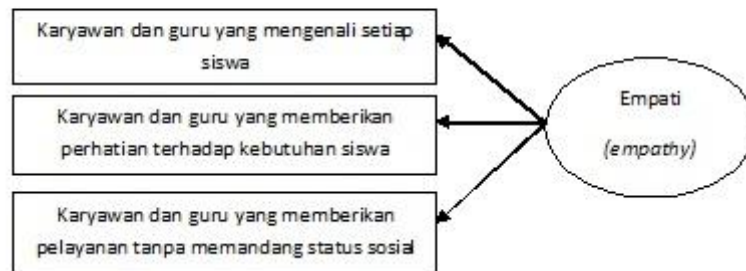 Karyawan dan guru yang mengenali setiap
siswa
Karyawan dan guru yang memberikan
perhatian terhadap kebutuhan siswa
Karyawan dan guru yang memberikan
pelayanan tanpa memandang status sosial
Empati
(empathy)